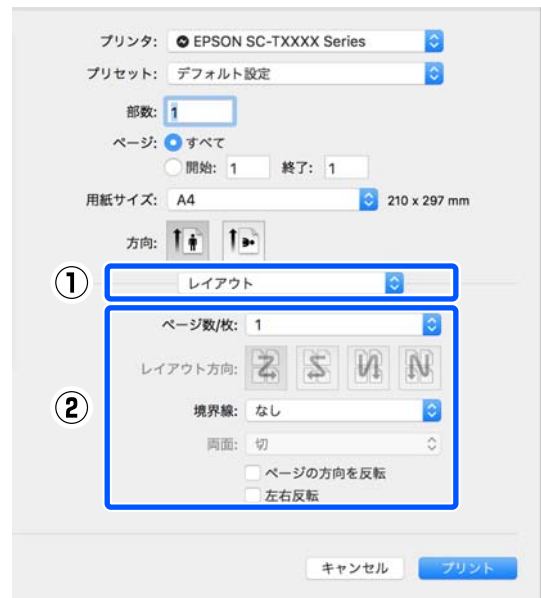 プリンタ: EPSON SC-TXXXX Series
プリセット: デフォルト設定
部数: 1
ページ: すべて
開始: 1 終了: 1
用紙サイズ: A4 210 x 297 mm
方向:
① レイアウト
ページ数/枚: 1
レイアウト方向:
② 境界線: なし
両面: 切
ページの方向を反転
左右反転
キャンセル プリント